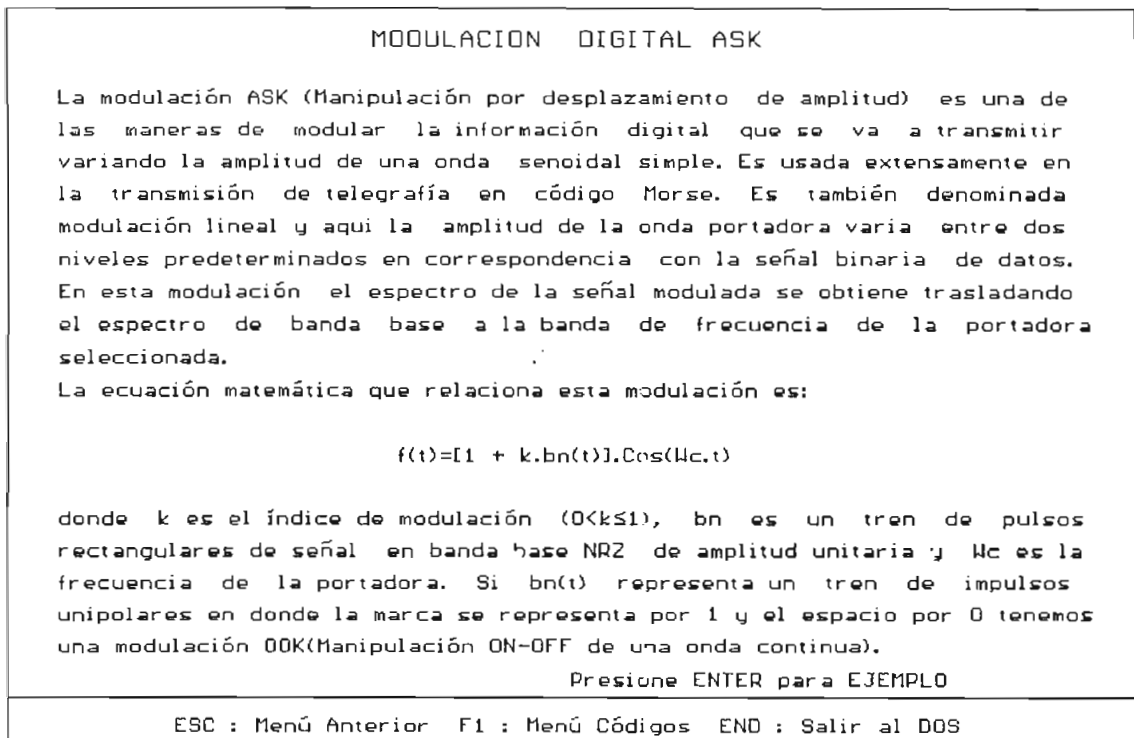 MODULACION DIGITAL ASK
La modulación ASK (Manipulación por desplazamiento de amplitud) es una de
las maneras de modular la información digital que se va a transmitir
variando la amplitud de una onda senoidal simple. Es usada extensamente en
la transmisión de telegrafía en código Morse. Es también denominada
modulación lineal y aqui la amplitud de la onda portadora varia entre dos
niveles predeterminados en correspondencia con la señal binaria de datos.
En esta modulación el espectro de la señal modulada se obtiene trasladando
el espectro de banda base a la banda de frecuencia de la portadora
seleccionada.
La ecuación matemática que relaciona esta modulación es:
f(t)=[1 + k.bn(t)].Cos(Wc.t)
donde k es el índice de modulación (0<k≤1), bn es un tren de pulsos
rectangulares de señal en banda base NRZ de amplitud unitaria y Wc es la
frecuencia de la portadora. Si bn(t) representa un tren de impulsos
unipolares en donde la marca se representa por 1 y el espacio por 0 tenemos
una modulación OOK(Manipulación ON-OFF de una onda continua).
Presione ENTER para EJEMPLO
ESC : Menú Anterior F1 : Menú Códigos END : Salir al DOS